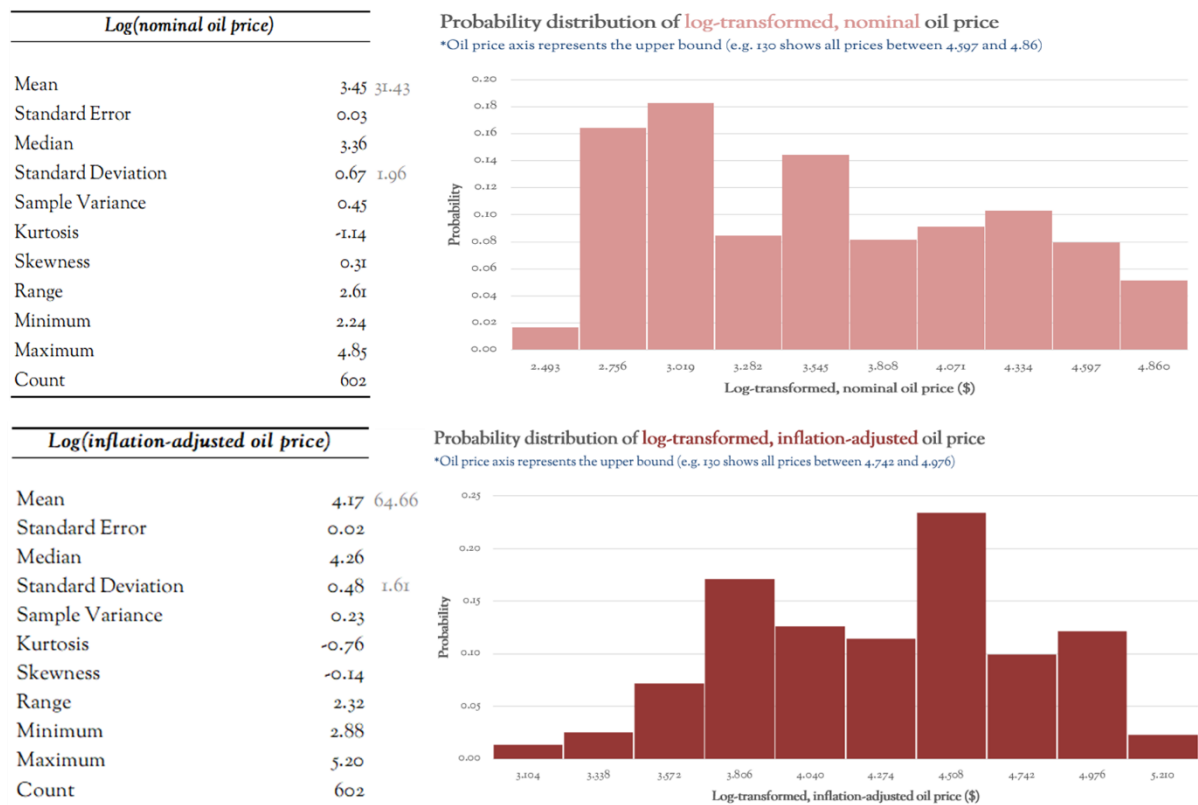 Log(nominal oil price)
Mean 3.45 31.43
Standard Error 0.03
Median 3.36
Standard Deviation 0.67 1.96
Sample Variance 0.45
Kurtosis -1.14
Skewness 0.31
Range 2.61
Minimum 2.24
Maximum 4.85
Count 602
Probability distribution of log-transformed, nominal oil price
*Oil price axis represents the upper bound (e.g. 130 shows all prices between 4.597 and 4.86)
Probability
0.20
0.18
0.16
0.14
0.12
0.10
0.08
0.06
0.04
0.02
0.00
2.493 2.756 3.019 3.282 3.545 3.808 4.071 4.334 4.597 4.860
Log-transformed, nominal oil price ($)
Log(inflation-adjusted oil price)
Mean 4.17 64.66
Standard Error 0.02
Median 4.26
Standard Deviation 0.48 1.61
Sample Variance 0.23
Kurtosis -0.76
Skewness -0.14
Range 2.32
Minimum 2.88
Maximum 5.20
Count 602
Probability distribution of log-transformed, inflation-adjusted oil price
*Oil price axis represents the upper bound (e.g. 130 shows all prices between 4.742 and 4.976)
Probability
0.25
0.20
0.15
0.10
0.05
0.00
3.104 3.338 3.572 3.806 4.040 4.274 4.508 4.742 4.976 5.210
Log-transformed, inflation-adjusted oil price ($)